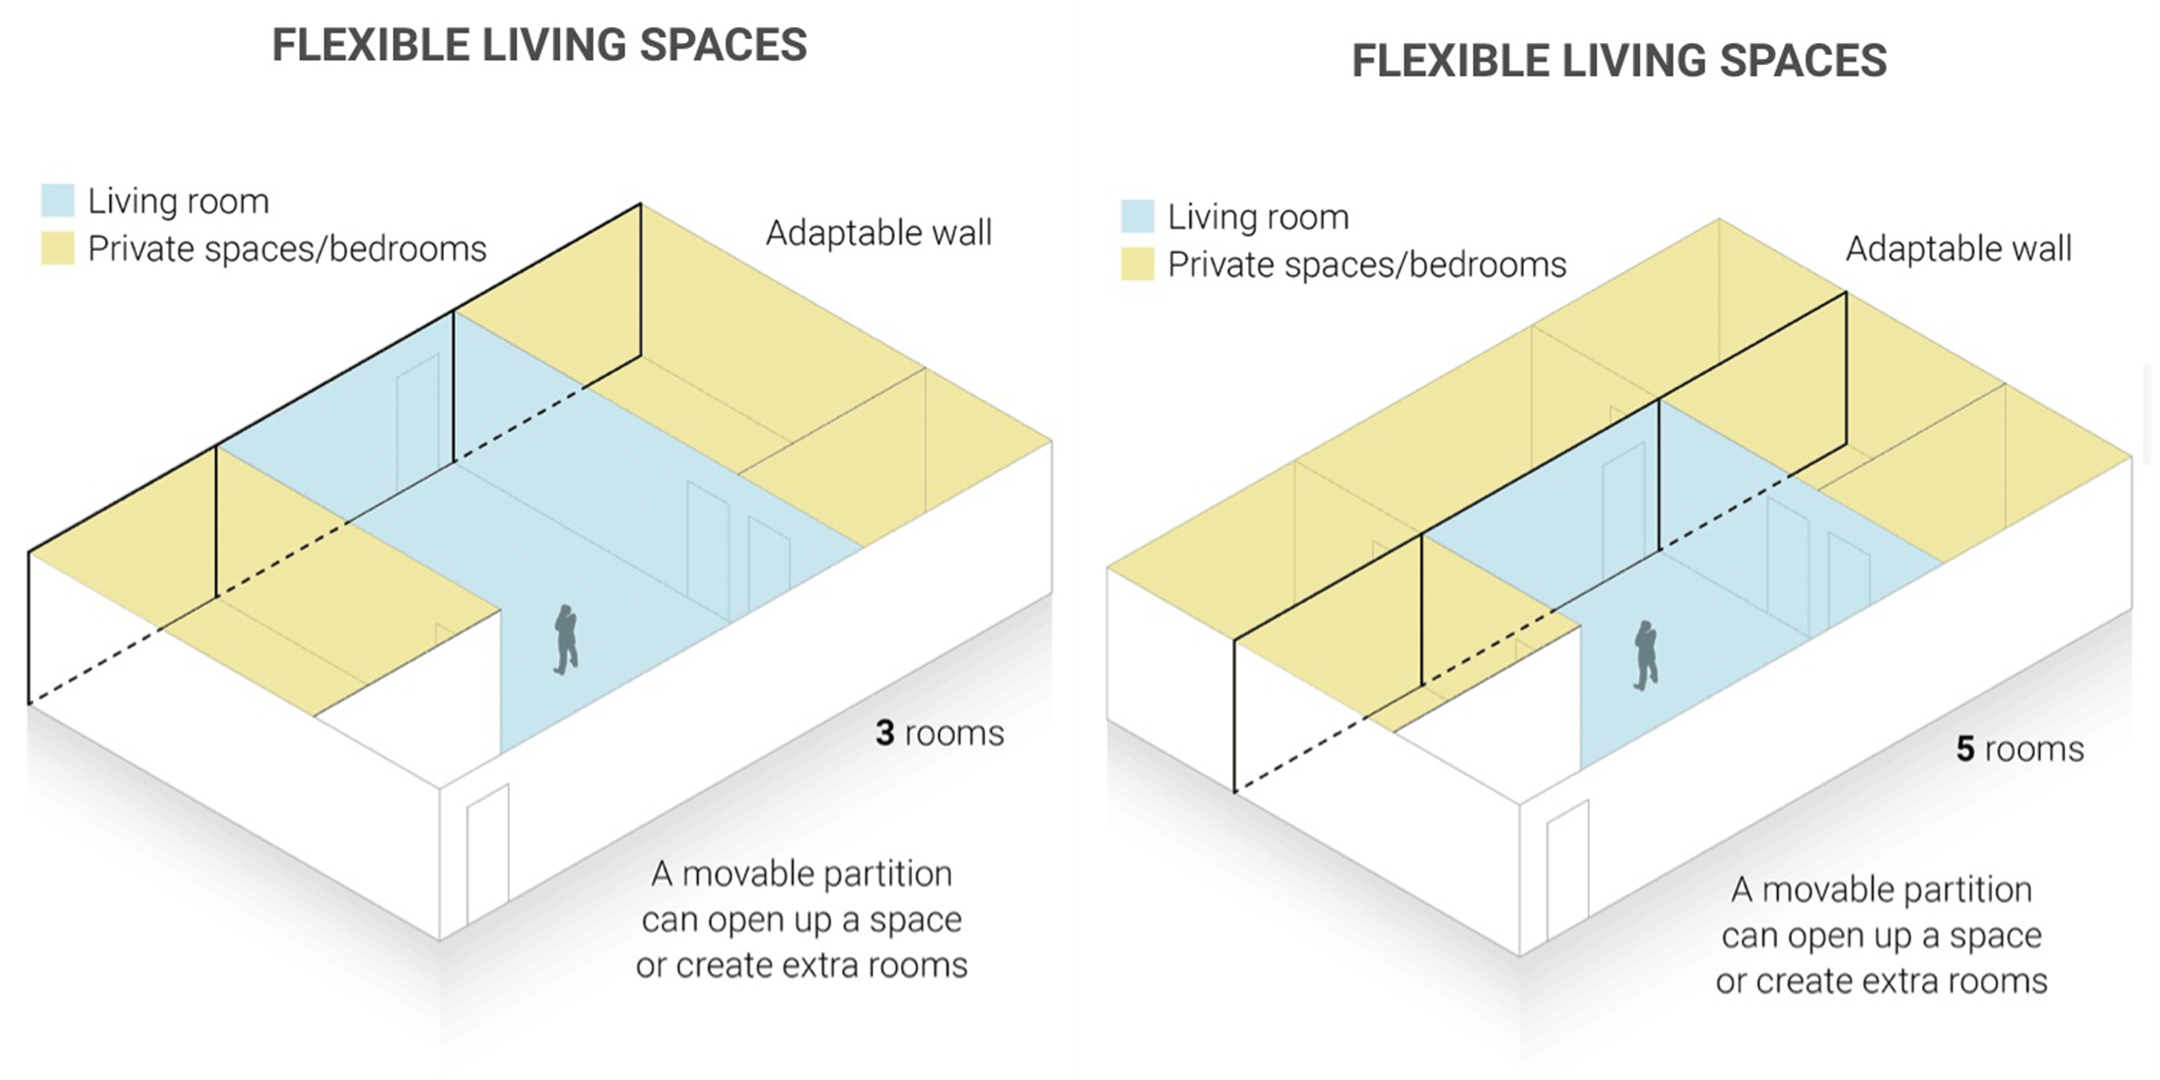 FLEXIBLE LIVING SPACES
Living room
Private spaces/bedrooms
Adaptable wall
3 rooms
A movable partition
can open up a space
or create extra rooms
FLEXIBLE LIVING SPACES
Living room
Private spaces/bedrooms
Adaptable wall
5 rooms
A movable partition
can open up a space
or create extra rooms